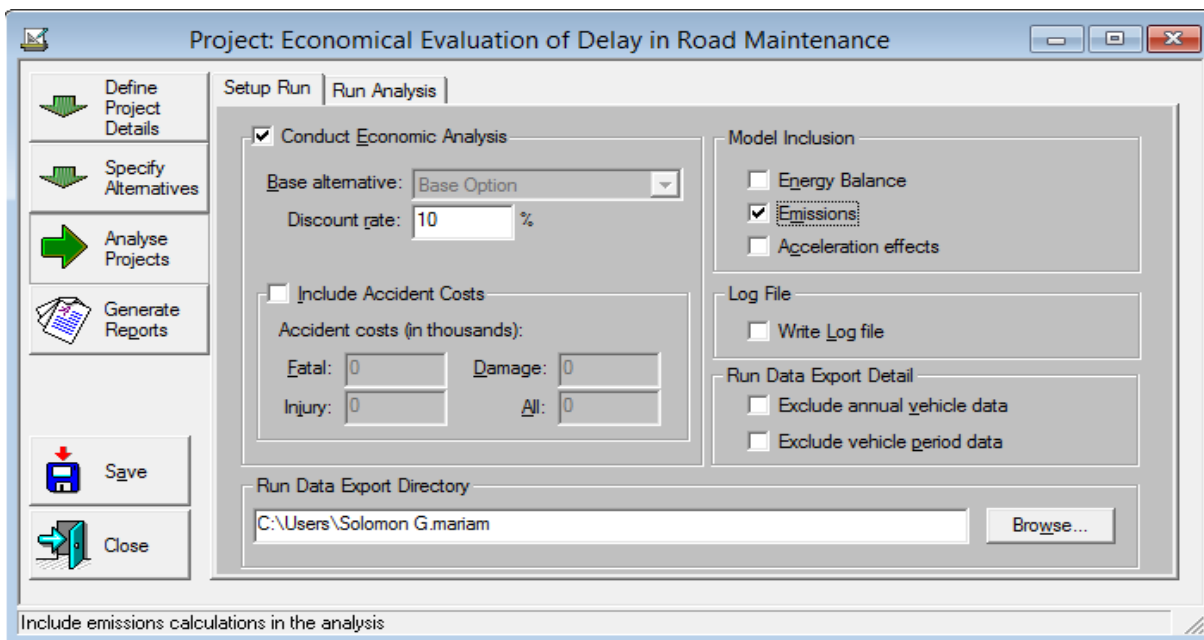 Project: Economical Evaluation of Delay in Road Maintenance
Define
Project
Details
Specify
Alternatives
Analyse
Projects
Generate
Reports
Save
Close
Setup Run
Run Analysis
Conduct Economic Analysis
Base alternative: Base Option
Discount rate: 10 %
Include Accident Costs
Accident costs (in thousands):
Fatal: 0 Damage: 0
Injury: 0 All: 0
Model Inclusion
Energy Balance
Emissions
Acceleration effects
Log File
Write Log file
Run Data Export Detail
Exclude annual vehicle data
Exclude vehicle period data
Run Data Export Directory
C:\Users\Solomon G.mariam
Browse...
Include emissions calculations in the analysis